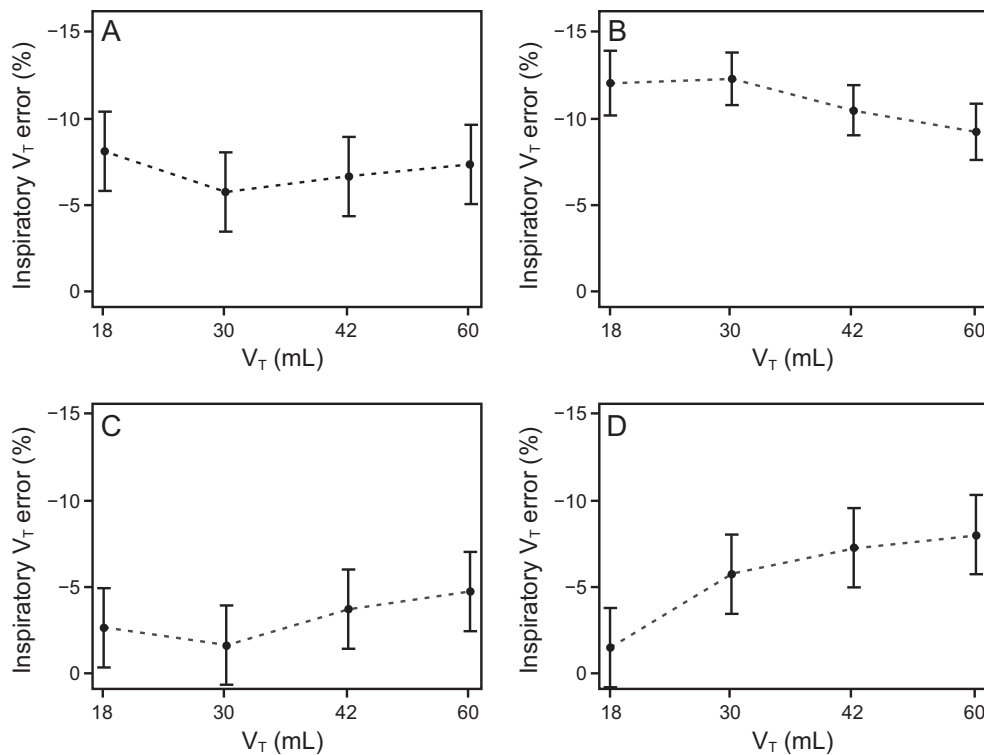 A
Inspiratory V_T error (%)
−15
−10
−5
0
18 30 42 60
V_T (mL)
B
Inspiratory V_T error (%)
−15
−10
−5
0
18 30 42 60
V_T (mL)
C
Inspiratory V_T error (%)
−15
−10
−5
0
18 30 42 60
V_T (mL)
D
Inspiratory V_T error (%)
−15
−10
−5
0
18 30 42 60
V_T (mL)